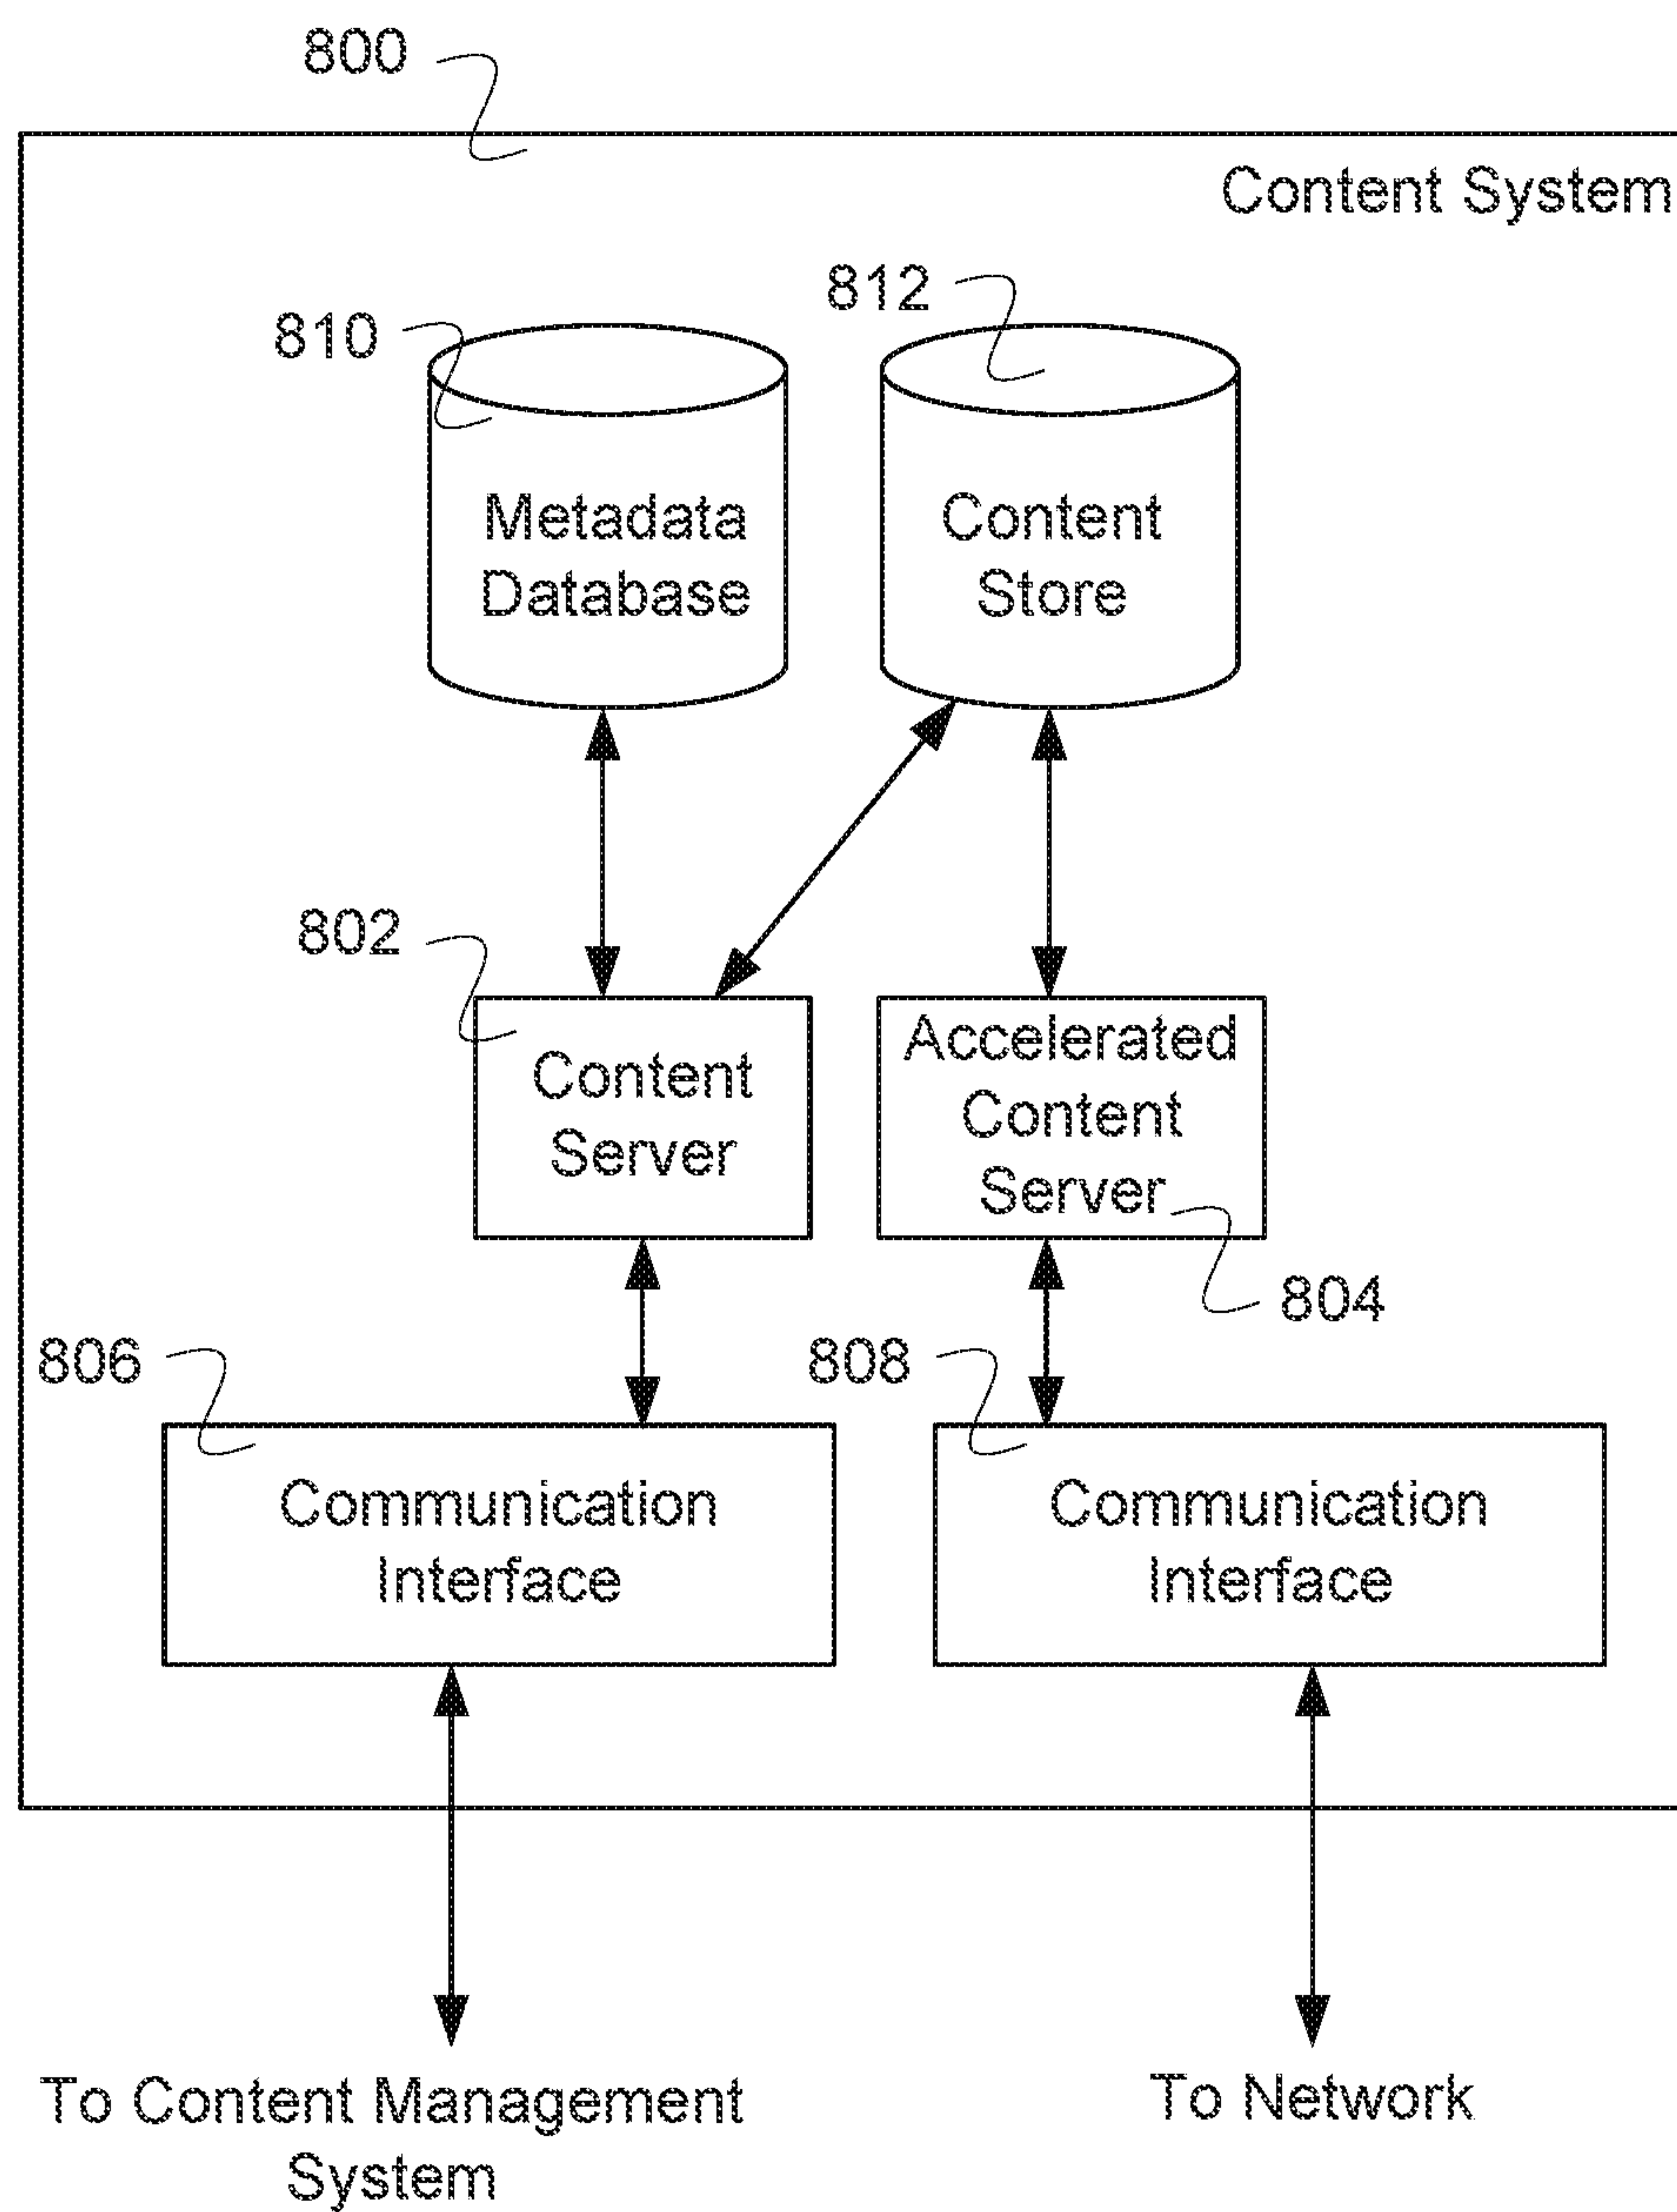 800
Content System
812
810
Metadata
Database
Content
Store
802
Content
Server
Accelerated
Content
Server
804
806
808
Communication
Interface
Communication
Interface
To Content Management
System
To Network